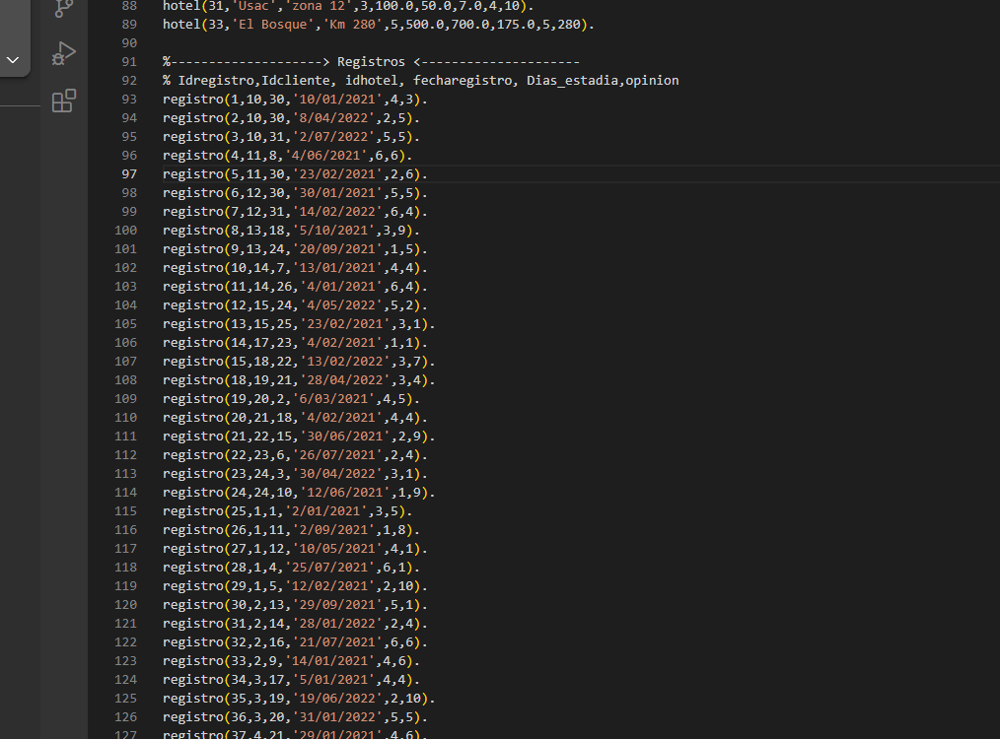 88 hotel(31,'Usac','zona 12',3,100.0,50.0,7.0,4,10).
89 hotel(33,'El Bosque','Km 280',5,500.0,700.0,175.0,5,280).
90
91 %--------------------> Registros <---------------------
92 % Idregistro,Idcliente, idhotel, fecharegistro, Dias_estadia,opinion
93 registro(1,10,30,'10/01/2021',4,3).
94 registro(2,10,30,'8/04/2022',2,5).
95 registro(3,10,31,'2/07/2022',5,5).
96 registro(4,11,8,'4/06/2021',6,6).
97 registro(5,11,30,'23/02/2021',2,6).
98 registro(6,12,30,'30/01/2021',5,5).
99 registro(7,12,31,'14/02/2022',6,4).
100 registro(8,13,18,'5/10/2021',3,9).
101 registro(9,13,24,'20/09/2021',1,5).
102 registro(10,14,7,'13/01/2021',4,4).
103 registro(11,14,26,'4/01/2021',6,4).
104 registro(12,15,24,'4/05/2022',5,2).
105 registro(13,15,25,'23/02/2021',3,1).
106 registro(14,17,23,'4/02/2021',1,1).
107 registro(15,18,22,'13/02/2022',3,7).
108 registro(18,19,21,'28/04/2022',3,4).
109 registro(19,20,2,'6/03/2021',4,5).
110 registro(20,21,18,'4/02/2021',4,4).
111 registro(21,22,15,'30/06/2021',2,9).
112 registro(22,23,6,'26/07/2021',2,4).
113 registro(23,24,3,'30/04/2022',3,1).
114 registro(24,24,10,'12/06/2021',1,9).
115 registro(25,1,1,'2/01/2021',3,5).
116 registro(26,1,11,'2/09/2021',1,8).
117 registro(27,1,12,'10/05/2021',4,1).
118 registro(28,1,4,'25/07/2021',6,1).
119 registro(29,1,5,'12/02/2021',2,10).
120 registro(30,2,13,'29/09/2021',5,1).
121 registro(31,2,14,'28/01/2022',2,4).
122 registro(32,2,16,'21/07/2021',6,6).
123 registro(33,2,9,'14/01/2021',4,6).
124 registro(34,3,17,'5/01/2021',4,4).
125 registro(35,3,19,'19/06/2022',2,10).
126 registro(36,3,20,'31/01/2022',5,5).
127 registro(37,4,21,'29/01/2021',4,6).